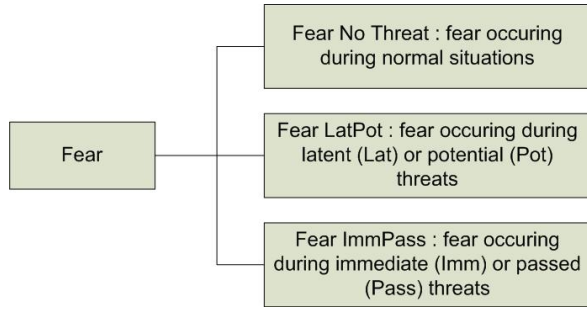 Fear No Threat : fear occuring
during normal situations
Fear
Fear LatPot : fear occuring during
latent (Lat) or potential (Pot)
threats
Fear ImmPass : fear occuring
during immediate (Imm) or passed
(Pass) threats